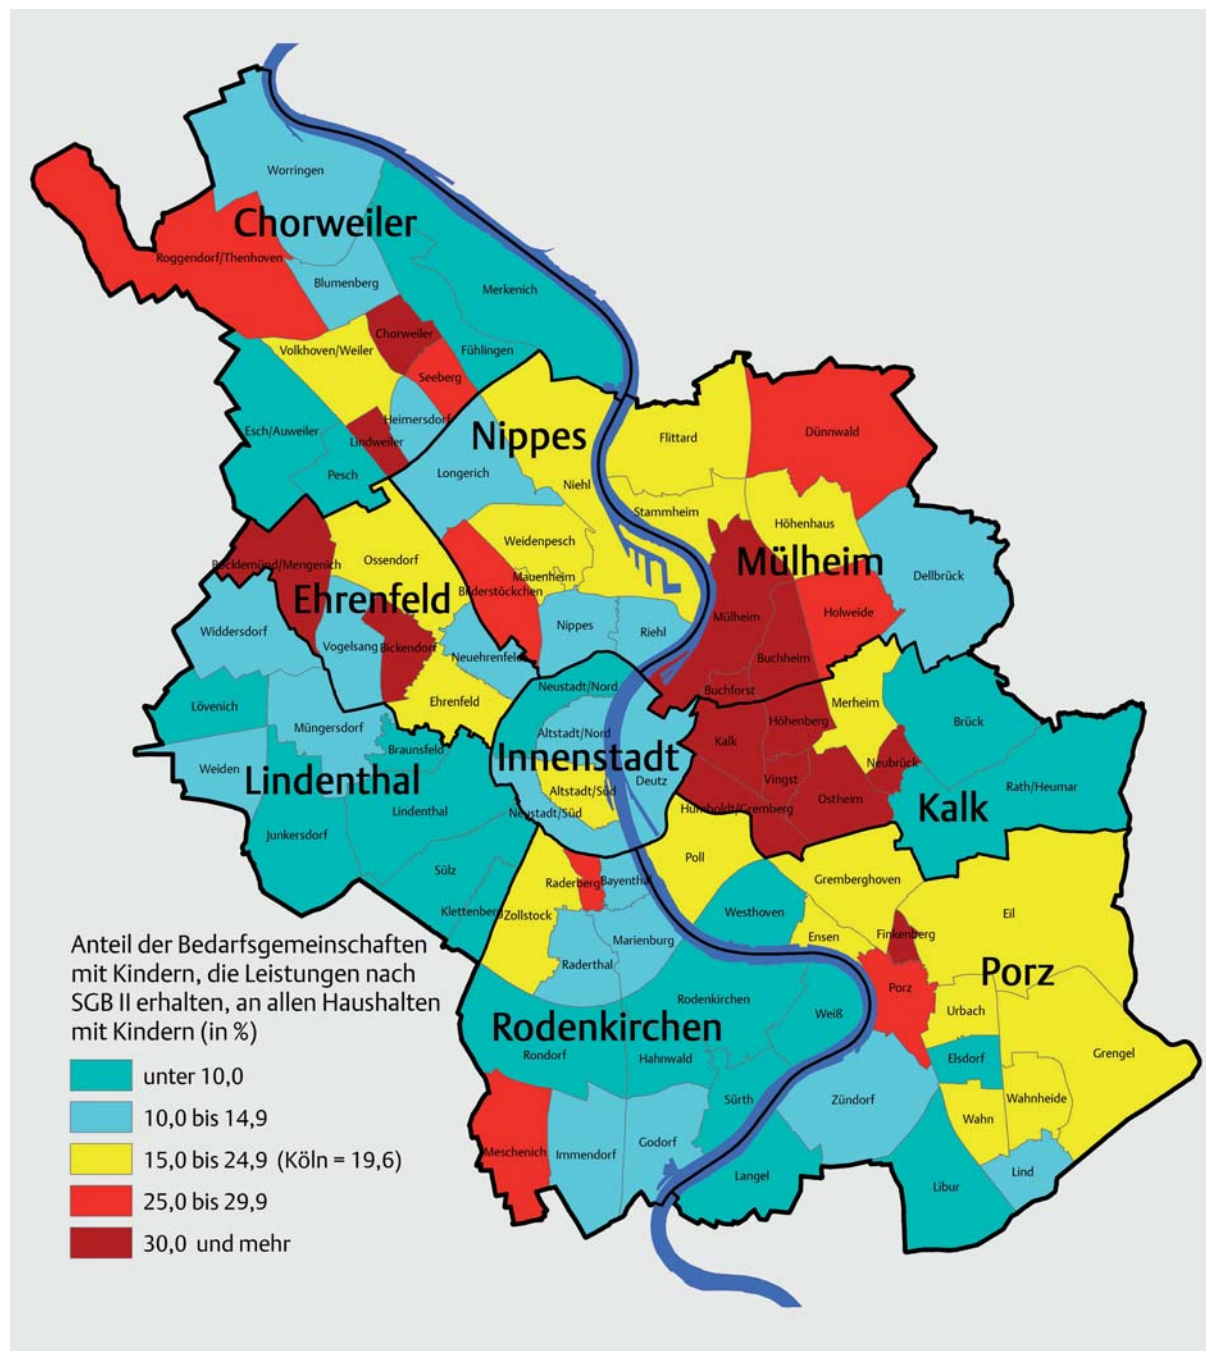 Worringen
Chorweiler
Roggendorf/Thenhoven
Blumenberg
Merkenich
Chorweiler
Volkhoven/Weiler
Fühlingen
Seeberg
Heimersdorf
Esch/Auweiler
Lindweiler
Pesch
Nippes
Longerich
Niehl
Flittard
Dünnwald
Stammheim
Höhenhaus
Weidenpesch
Mauenheim
Bilderstöckchen
Nippes
Riehl
Mülheim
Dellbrück
Mülheim
Holweide
Buchheim
Buchforst
Ossendorf
Bocklemünd/Mengenich
Ehrenfeld
Vogelsang
Bickendorf
Neuehrenfeld
Ehrenfeld
Widdersdorf
Lövenich
Müngersdorf
Braunsfeld
Weiden
Lindenthal
Lindenthal
Junkersdorf
Sülz
Klettenberg
Neustadt/Nord
Altstadt/Nord
Innenstadt
Deutz
Altstadt/Süd
Neustadt/Süd
Merheim
Brück
Höhenberg
Kalk
Neubrück
Vingst
Ostheim
Rath/Heumar
Humboldt/Gremberg
Kalk
Poll
Gremberghoven
Eil
Westhoven
Ensen
Finkenberg
Porz
Porz
Urbach
Elsdorf
Grengel
Wahnheide
Wahn
Zündorf
Lind
Libur
Langel
Raderberg
Bayenthal
Zollstock
Marienburg
Raderthal
Rodenkirchen
Weiß
Rodenkirchen
Rondorf
Hahnwald
Sürth
Meschenich
Immendorf
Godorf
Anteil der Bedarfsgemeinschaften
mit Kindern, die Leistungen nach
SGB II erhalten, an allen Haushalten
mit Kindern (in %)
unter 10,0
10,0 bis 14,9
15,0 bis 24,9 (Köln = 19,6)
25,0 bis 29,9
30,0 und mehr